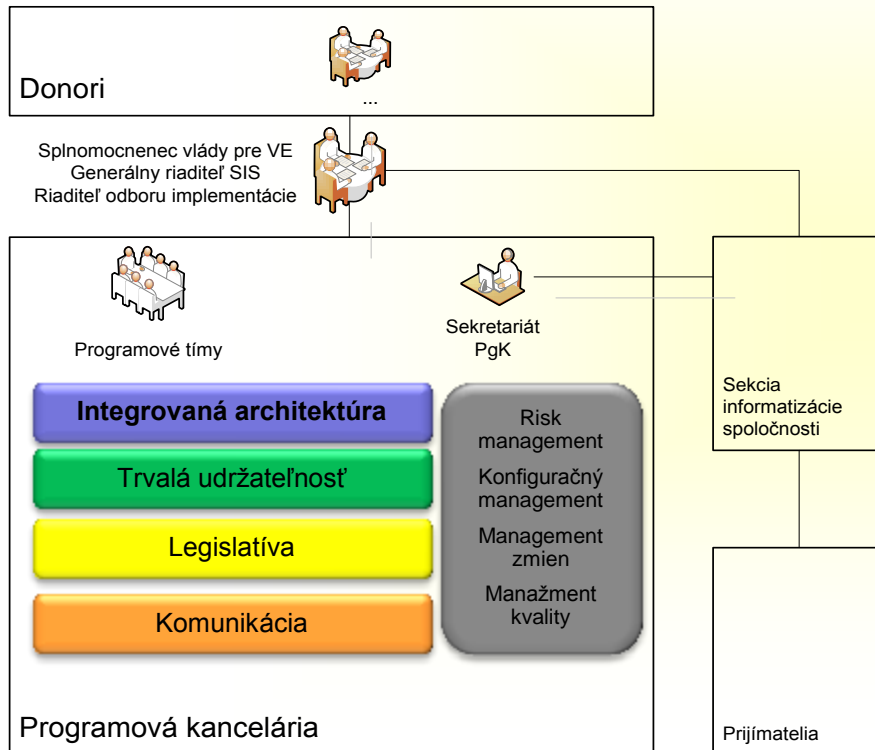 Donori
...
Splnomocnenec vlády pre VE
Generálny riaditeľ SIS
Riaditeľ odboru implementácie
Programové tímy
Sekretariát
PgK
Integrovaná architektúra
Trvalá udržateľnosť
Legislatíva
Komunikácia
Risk
management
Konfiguračný
management
Management
zmien
Manažment
kvality
Programová kancelária
Sekcia
informatizácie
spoločnosti
Prijímatelia